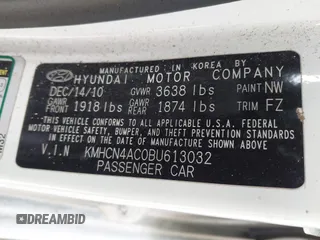 MANUFACTURED IN KOREA BY
HYUNDAI MOTOR COMPANY
DEC/14/10 GVWR 3638 lbs PAINT NW
GAWR FRONT 1918 lbs GAWR REAR 1874 lbs TRIM FZ
CONFORMS TO ALL APPLICABLE FEDERAL MOTOR VEHICLE
SAFETY, BUMPER, AND THEFT PREVENTION STANDARDS IN
EFFECT ON THE DATE OF MANUFACTURE SHOWN ABOVE.
V.I.N KMHCN4AC0BU613032
PASSENGER CAR
DREAMBID